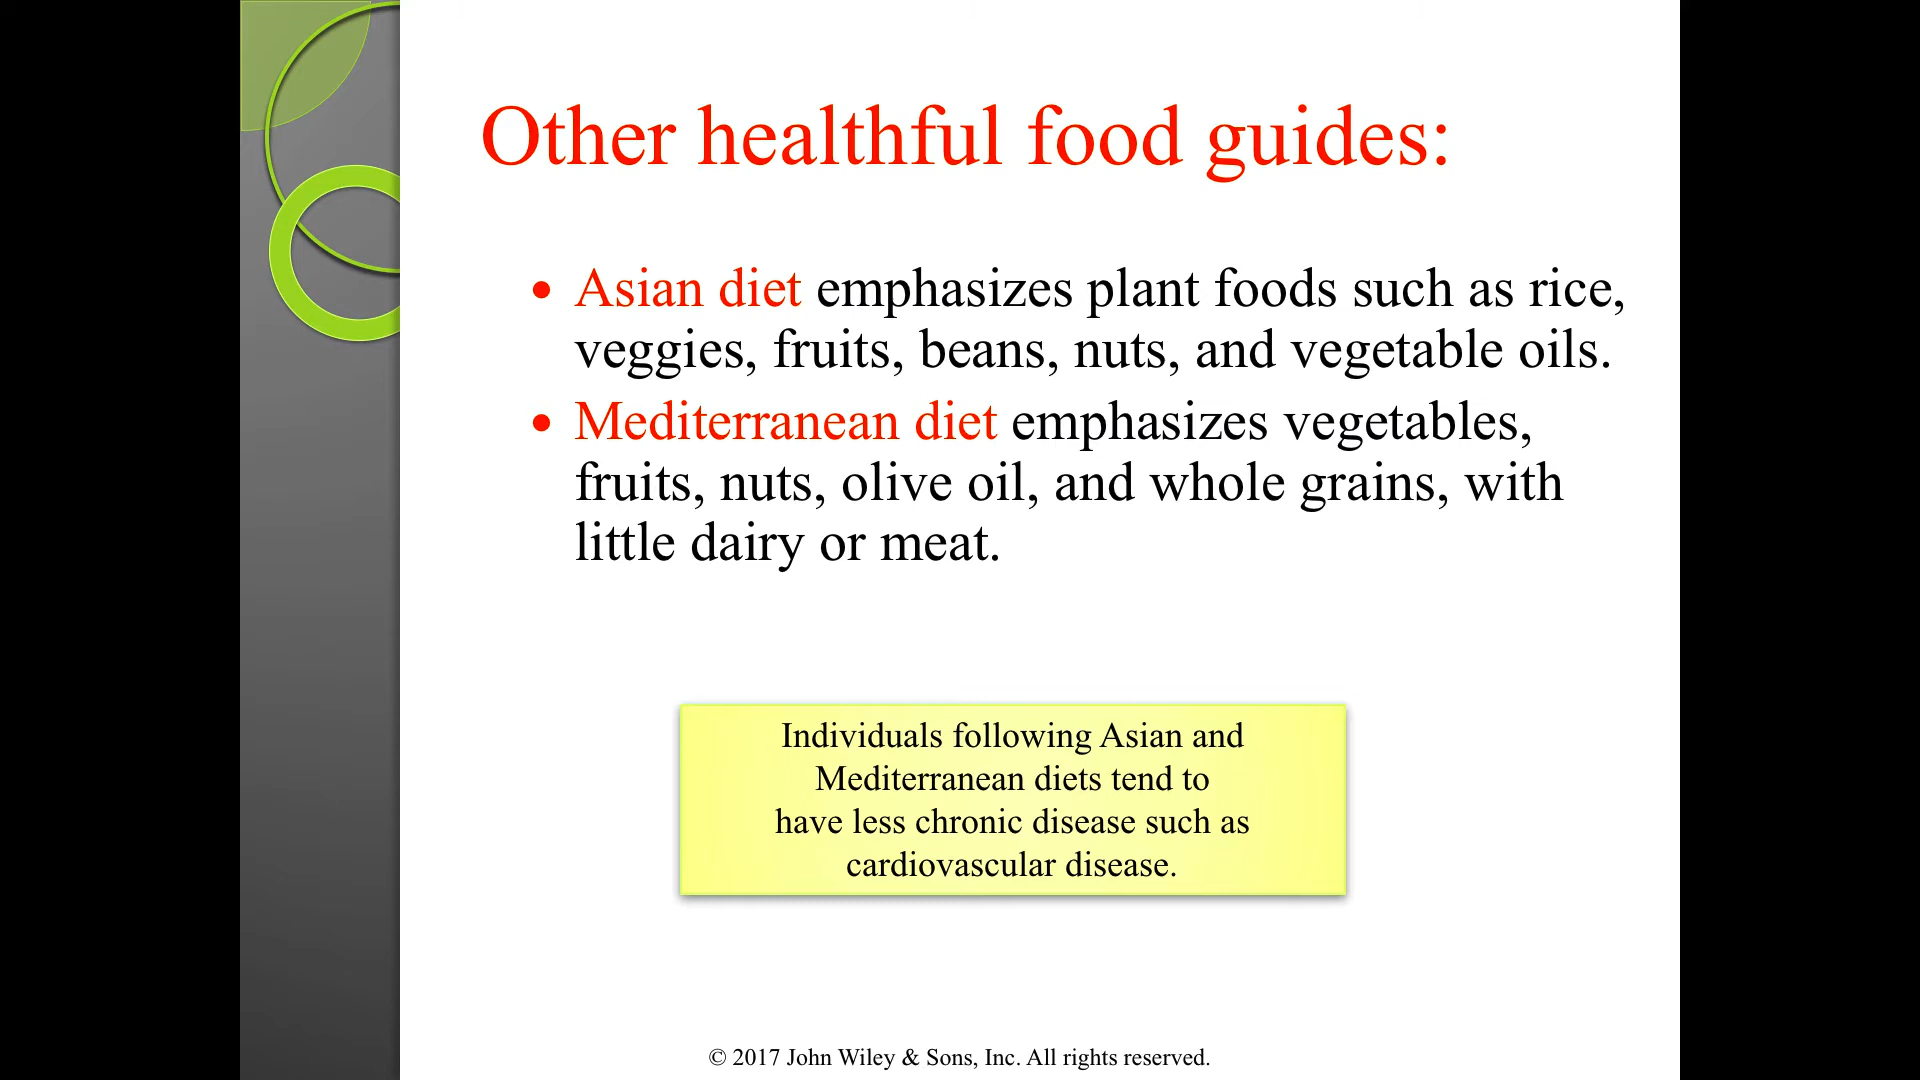 Other healthful food guides:
• Asian diet emphasizes plant foods such as rice,
veggies, fruits, beans, nuts, and vegetable oils.
• Mediterranean diet emphasizes vegetables,
fruits, nuts, olive oil, and whole grains, with
little dairy or meat.
Individuals following Asian and
Mediterranean diets tend to
have less chronic disease such as
cardiovascular disease.
© 2017 John Wiley & Sons, Inc. All rights reserved.